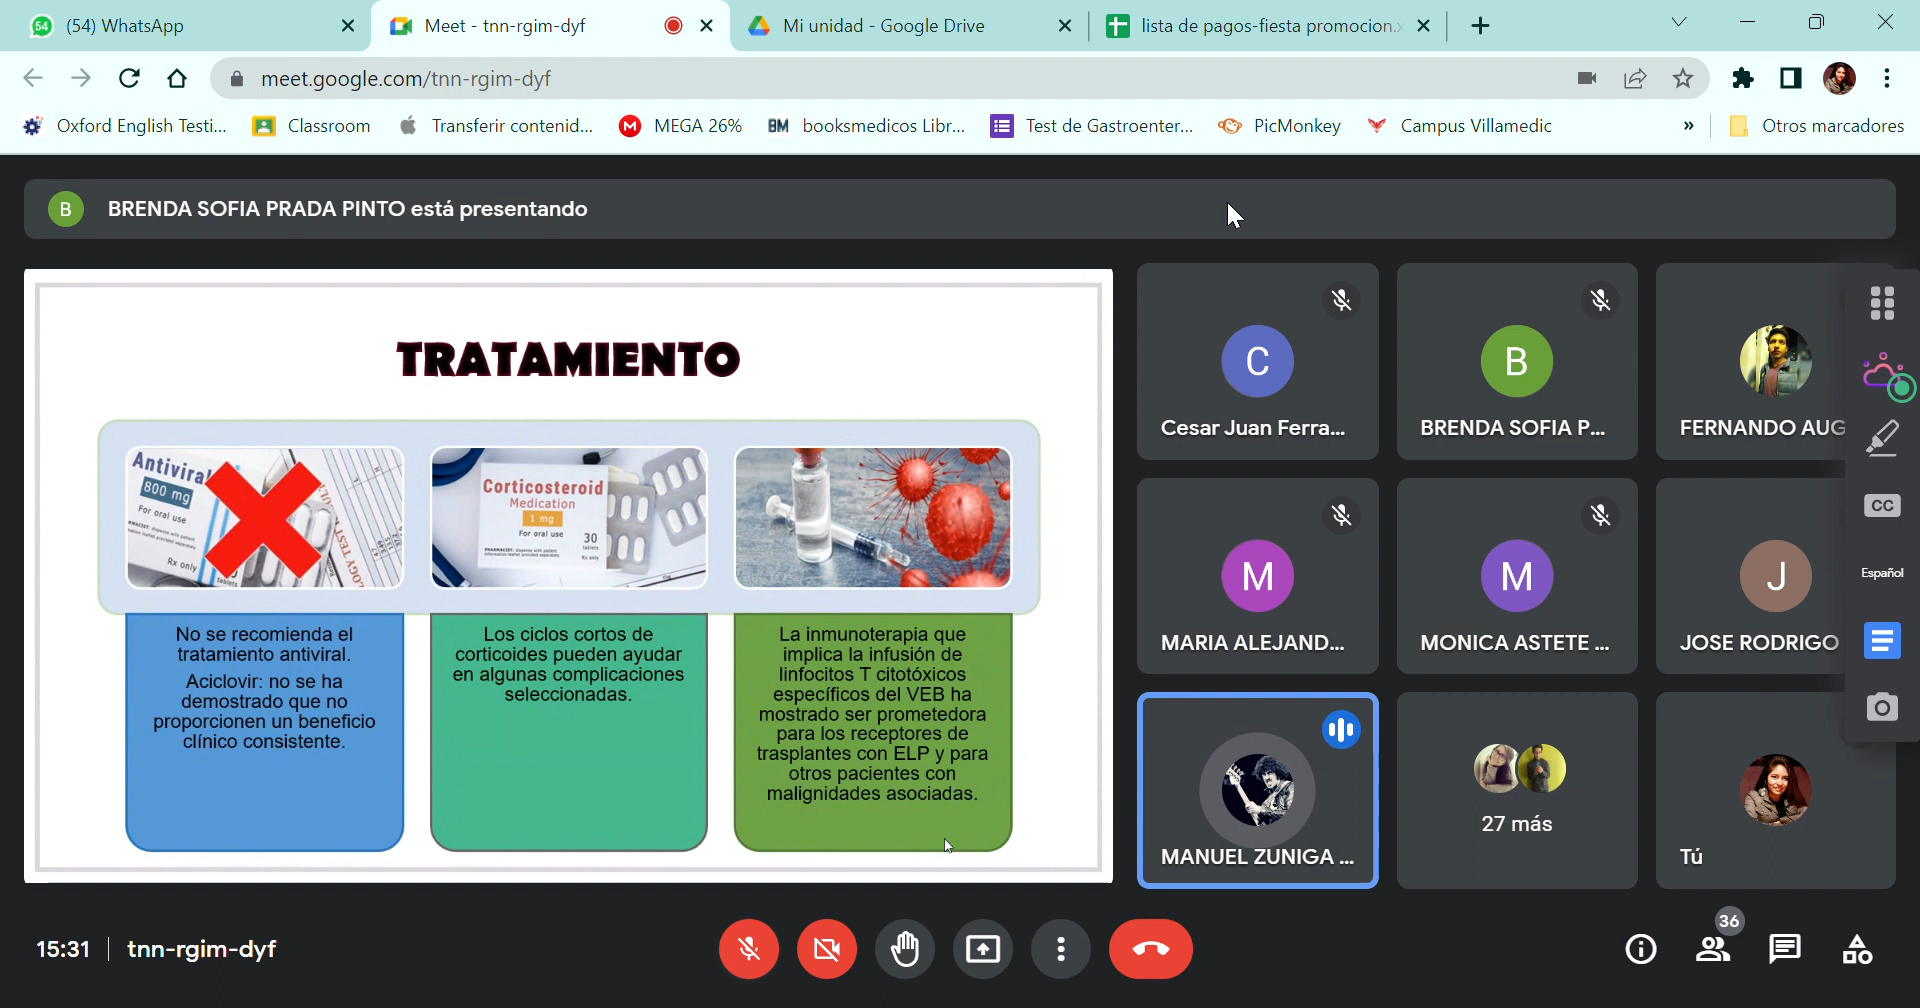 54
(54) WhatsApp
Meet - tnn-rgim-dyf
Mi unidad - Google Drive
lista de pagos-fiesta promocion.x
meet.google.com/tnn-rgim-dyf
Oxford English Testi...
Classroom
Transferir contenid...
MEGA 26%
BM
booksmedicos Libr...
Test de Gastroenter...
PicMonkey
Campus Villamedic
»
Otros marcadores
B
BRENDA SOFIA PRADA PINTO está presentando
TRATAMIENTO
Antiviral
800 mg
For oral use
Rx only
tablets
Corticosteroid
Medication
1 mg
For oral use
30
tablets
Rx only
No se recomienda el
tratamiento antiviral.
Aciclovir: no se ha
demostrado que no
proporcionen un beneficio
clínico consistente.
Los ciclos cortos de
corticoides pueden ayudar
en algunas complicaciones
seleccionadas.
La inmunoterapia que
implica la infusión de
linfocitos T citotóxicos
específicos del VEB ha
mostrado ser prometedora
para los receptores de
trasplantes con ELP y para
otros pacientes con
malignidades asociadas.
C
Cesar Juan Ferra...
B
BRENDA SOFIA P...
FERNANDO AUG
M
MARIA ALEJAND...
M
MONICA ASTETE ...
J
JOSE RODRIGO
MANUEL ZUNIGA ...
27 más
Tú
CC
Español
15:31
tnn-rgim-dyf
36